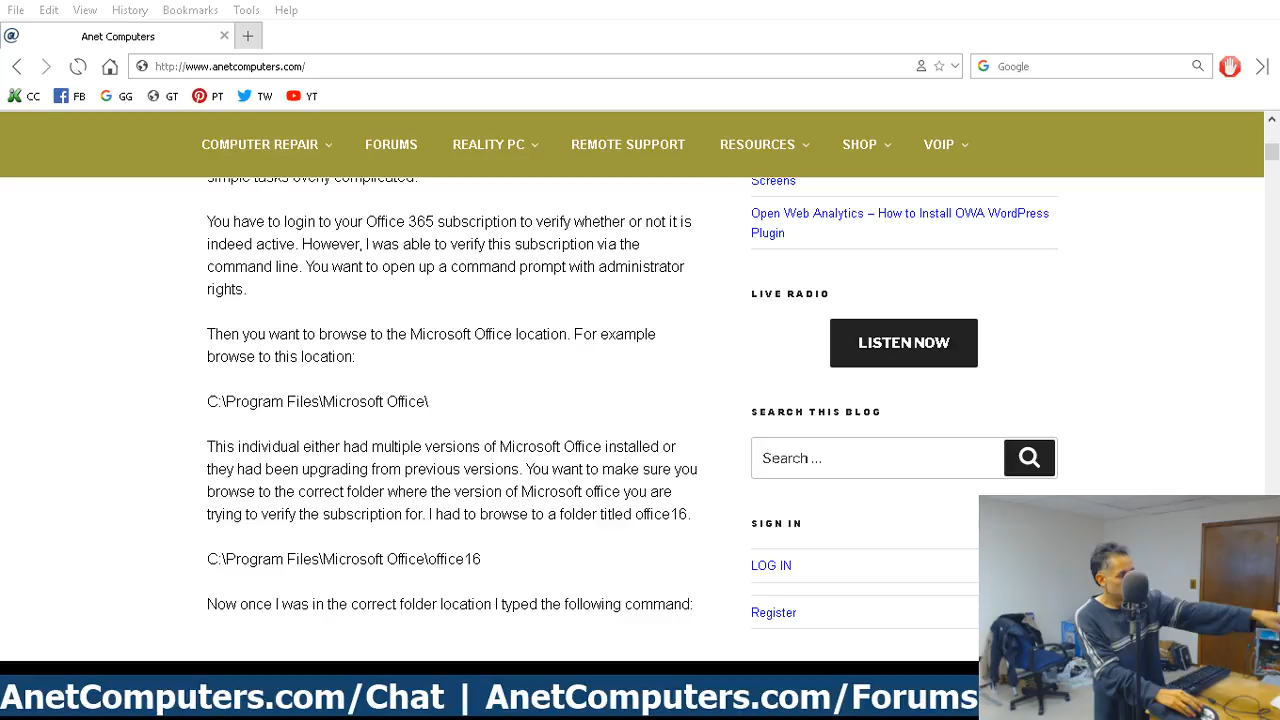 File Edit View History Bookmarks Tools Help
@ Anet Computers
http://www.anetcomputers.com/ Google
CC FB GG GT PT TW YT
COMPUTER REPAIR FORUMS REALITY PC REMOTE SUPPORT RESOURCES SHOP VOIP
simple tasks overly complicated.
You have to login to your Office 365 subscription to verify whether or not it is
indeed active. However, I was able to verify this subscription via the
command line. You want to open up a command prompt with administrator
rights.
Then you want to browse to the Microsoft Office location. For example
browse to this location:
C:\Program Files\Microsoft Office\
This individual either had multiple versions of Microsoft Office installed or
they had been upgrading from previous versions. You want to make sure you
browse to the correct folder where the version of Microsoft office you are
trying to verify the subscription for. I had to browse to a folder titled office16.
C:\Program Files\Microsoft Office\office16
Now once I was in the correct folder location I typed the following command:
Screens
Open Web Analytics – How to Install OWA WordPress
Plugin
LIVE RADIO
LISTEN NOW
SEARCH THIS BLOG
Search ...
SIGN IN
LOG IN
Register
AnetComputers.com/Chat | AnetComputers.com/Forums